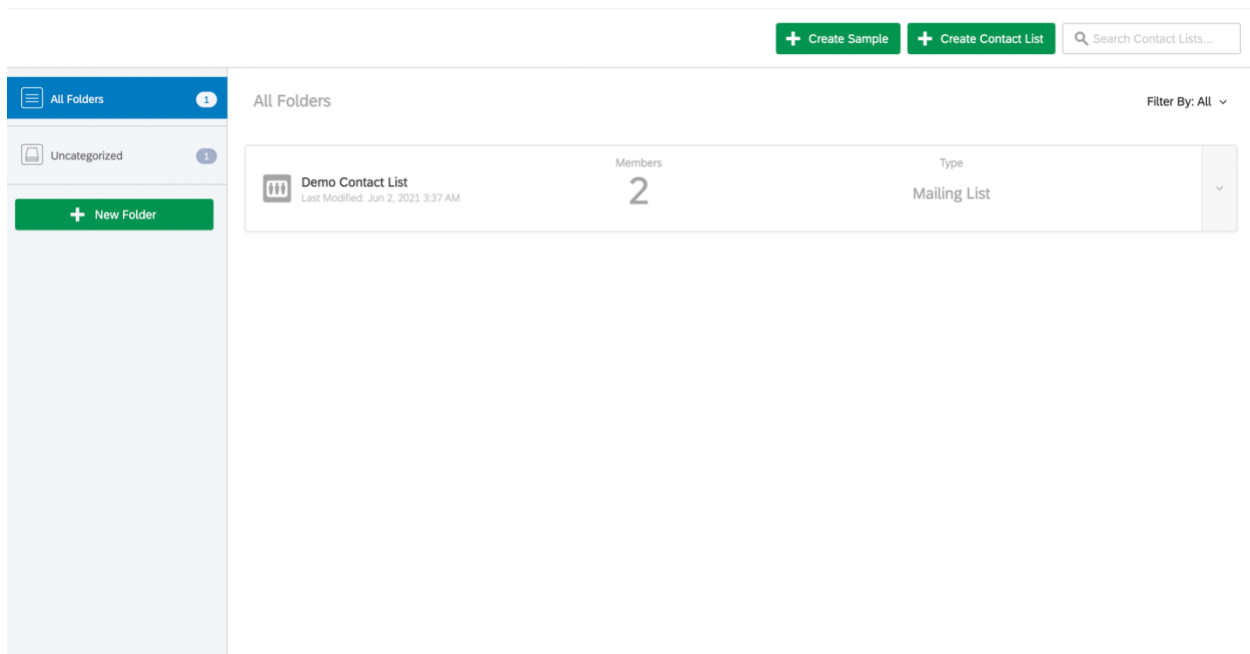 Create Sample
Create Contact List
Search Contact Lists...
All Folders 1
Uncategorized 1
New Folder
All Folders
Filter By: All
Demo Contact List
Last Modified: Jun 2, 2021 3:37 AM
Members
2
Type
Mailing List